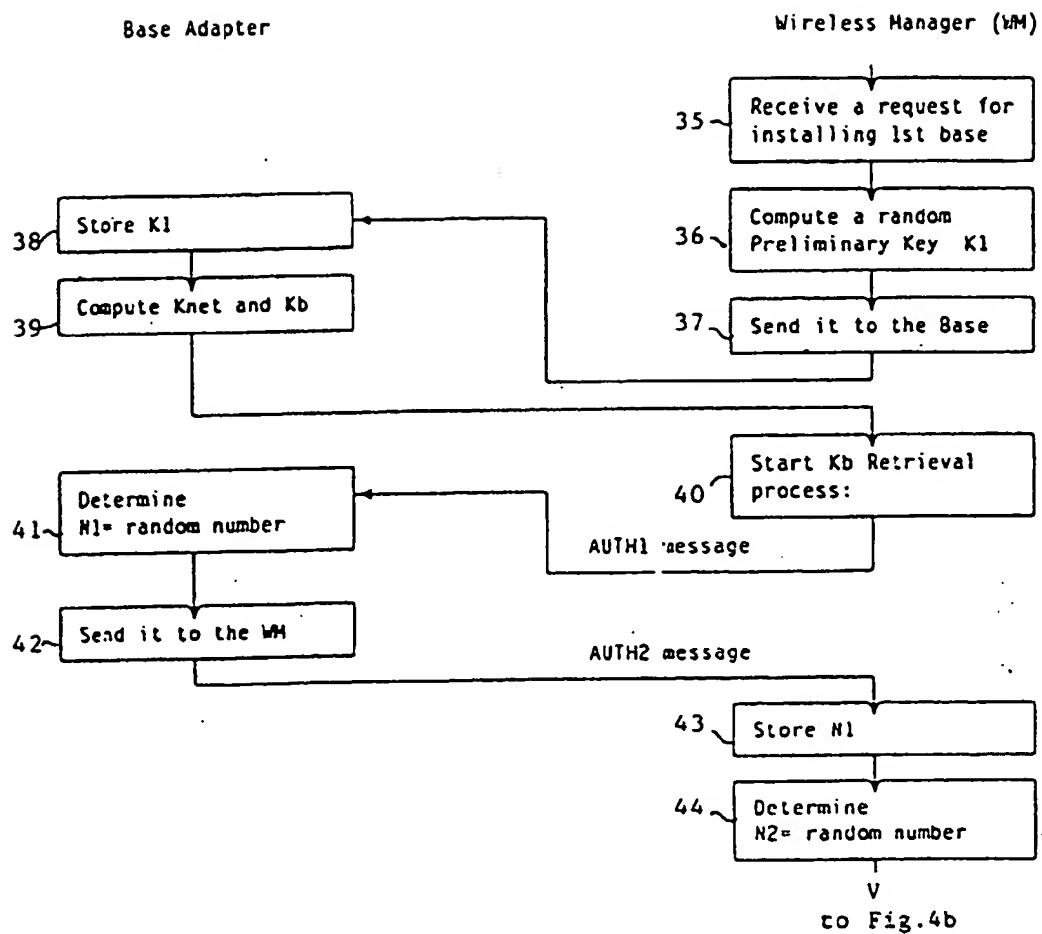 Base Adapter
Wireless Manager (WM)
35
Receive a request for
installing 1st base
38
Store K1
36
Compute a random
Preliminary Key K1
39
Compute Knet and Kb
37
Send it to the Base
40
Start Kb Retrieval
process:
41
Determine
N1= random number
AUTH1 message
42
Send it to the WM
AUTH2 message
43
Store N1
44
Determine
N2= random number
V
to Fig.4b